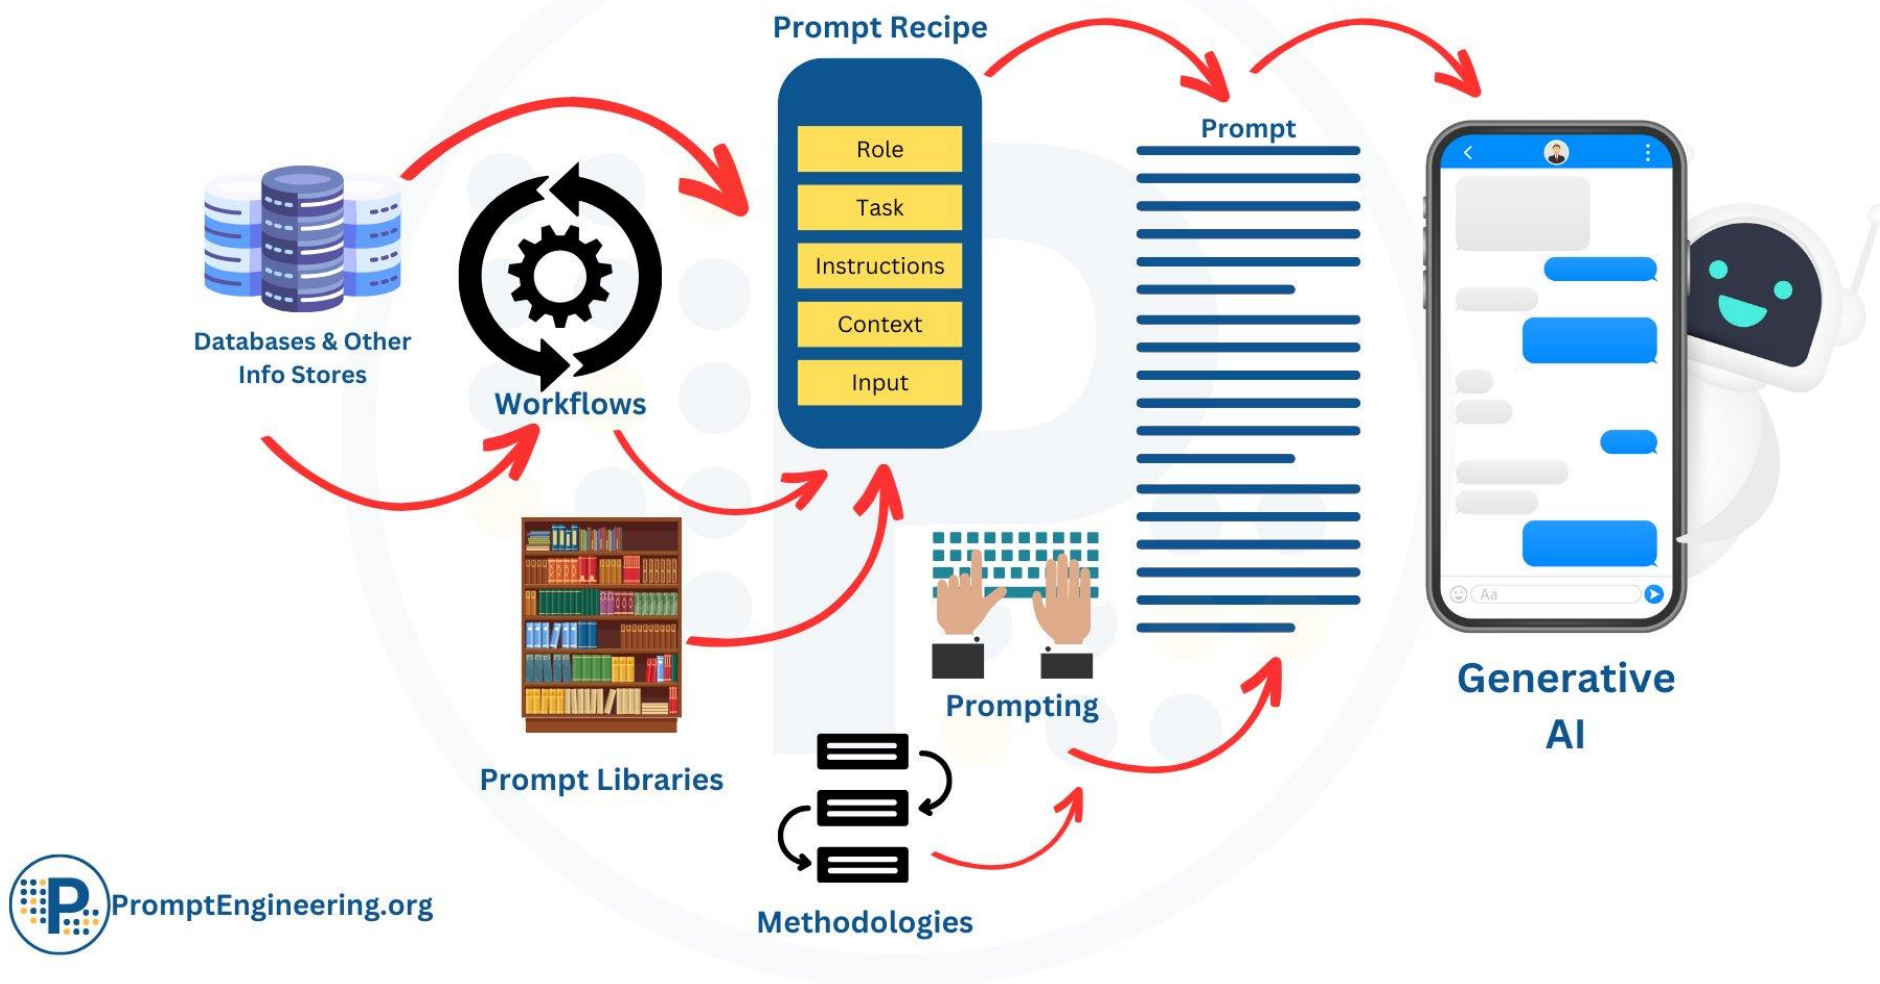 Prompt Recipe
Role
Task
Instructions
Context
Input
Databases & Other
Info Stores
Workflows
Prompt Libraries
Prompting
Methodologies
Prompt
Aa
Generative
AI
P
PromptEngineering.org